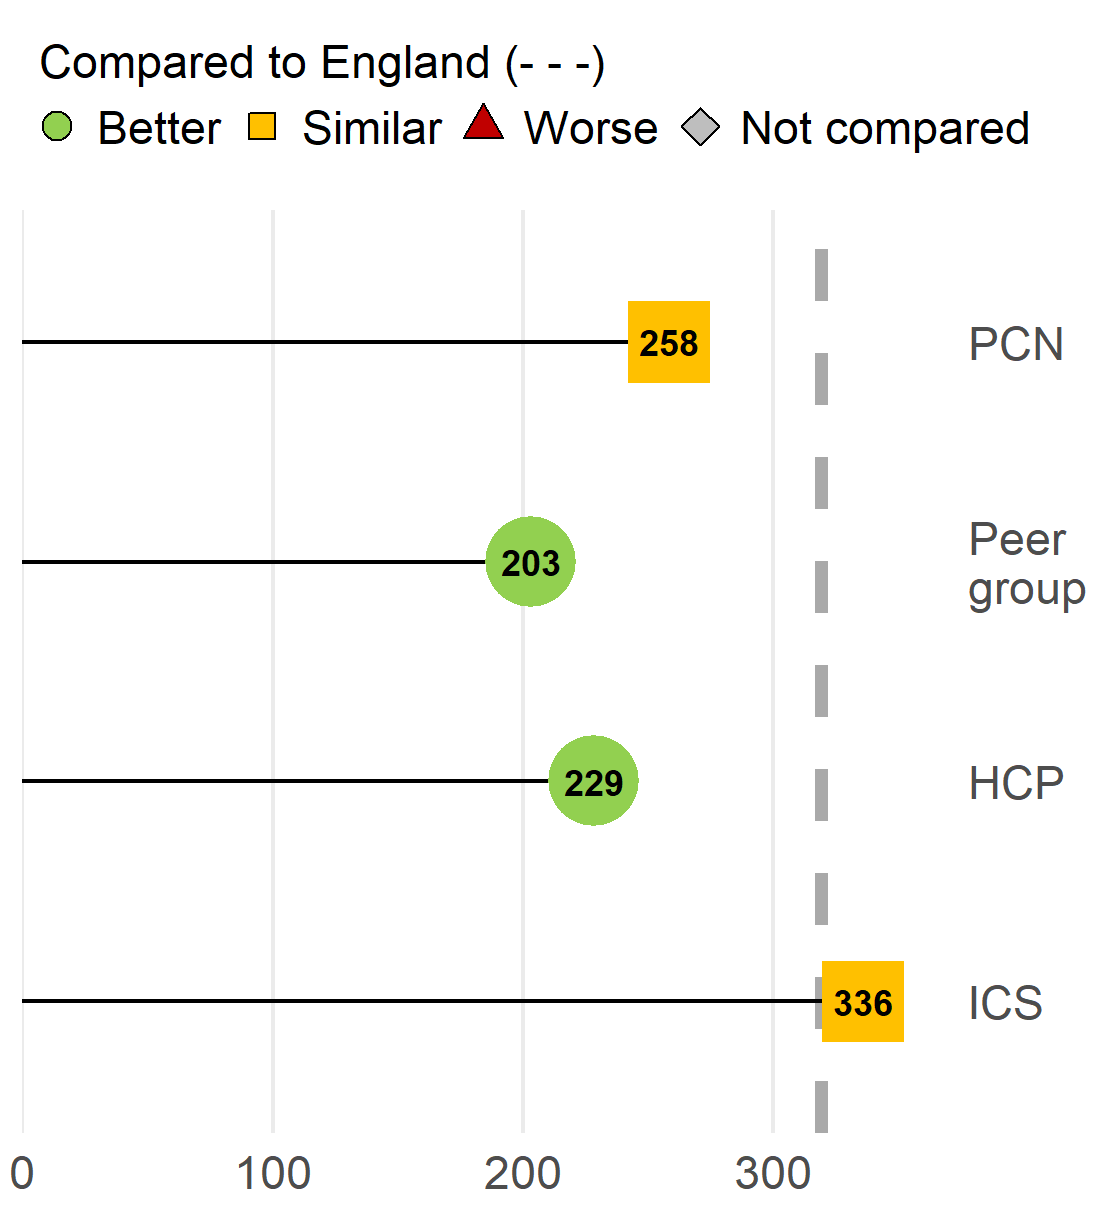 Compared to England (- - -)
Better Similar Worse Not compared
258 PCN
203 Peer
group
229 HCP
336 ICS
0 100 200 300